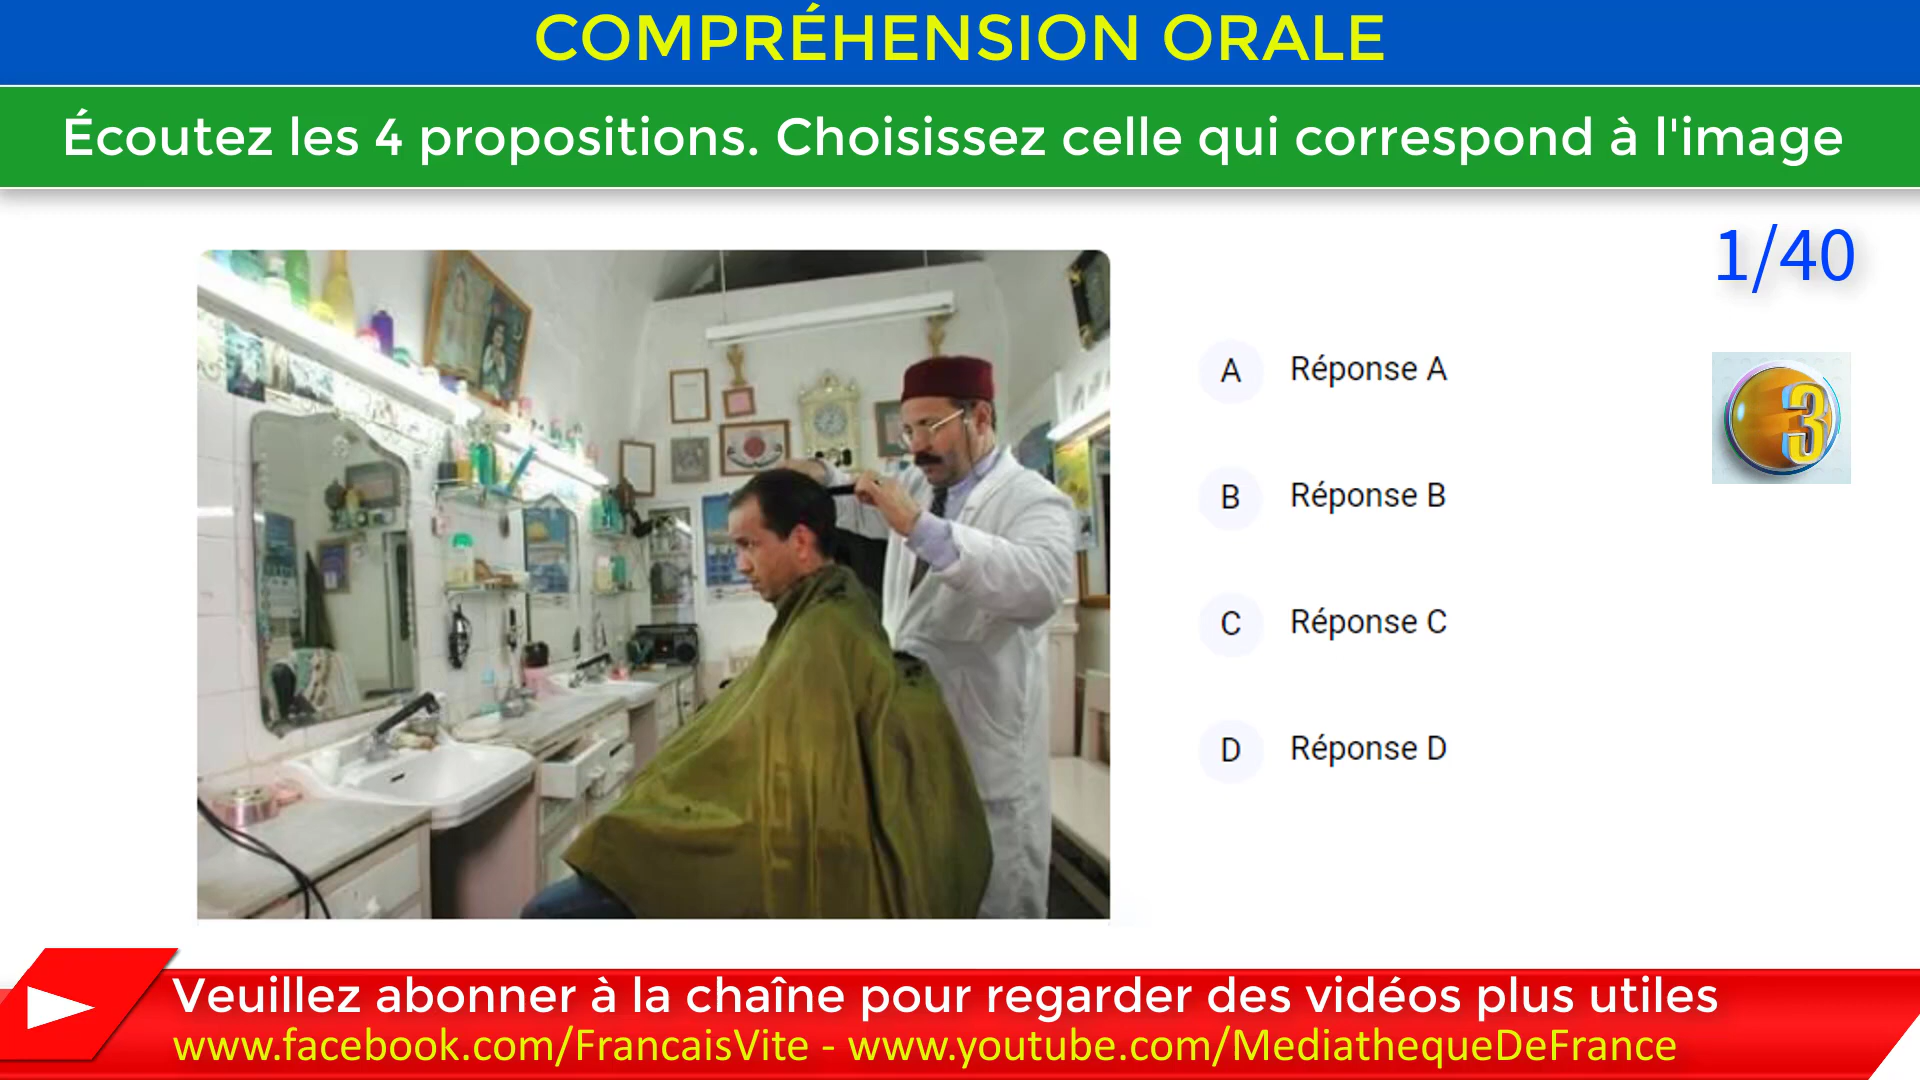 COMPRÉHENSION ORALE
Écoutez les 4 propositions. Choisissez celle qui correspond à l'image
1/40
3
A Réponse A
B Réponse B
C Réponse C
D Réponse D
Veuillez abonner à la chaîne pour regarder des vidéos plus utiles
www.facebook.com/FrancaisVite - www.youtube.com/MediathequeDeFrance